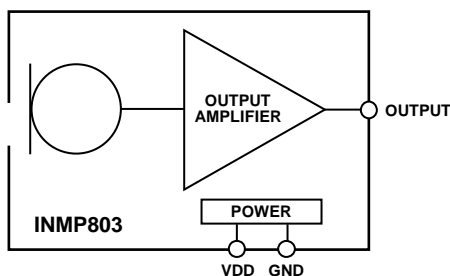 OUTPUT
AMPLIFIER
OUTPUT
POWER
INMP803
VDD GND